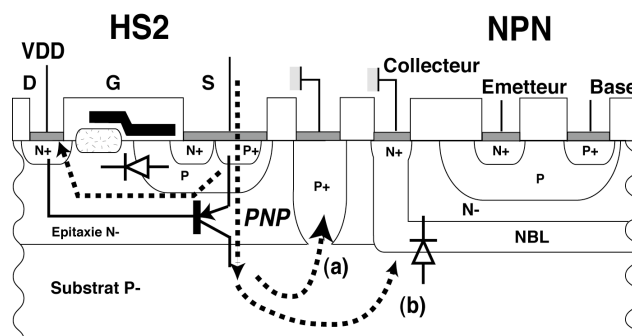 HS2
NPN
VDD
D
G
S
Collecteur
Emetteur
Base
N+
N+
P+
P
P+
N+
N+
P+
P
PNP
N-
Epitaxie N-
NBL
(a)
(b)
Substrat P-